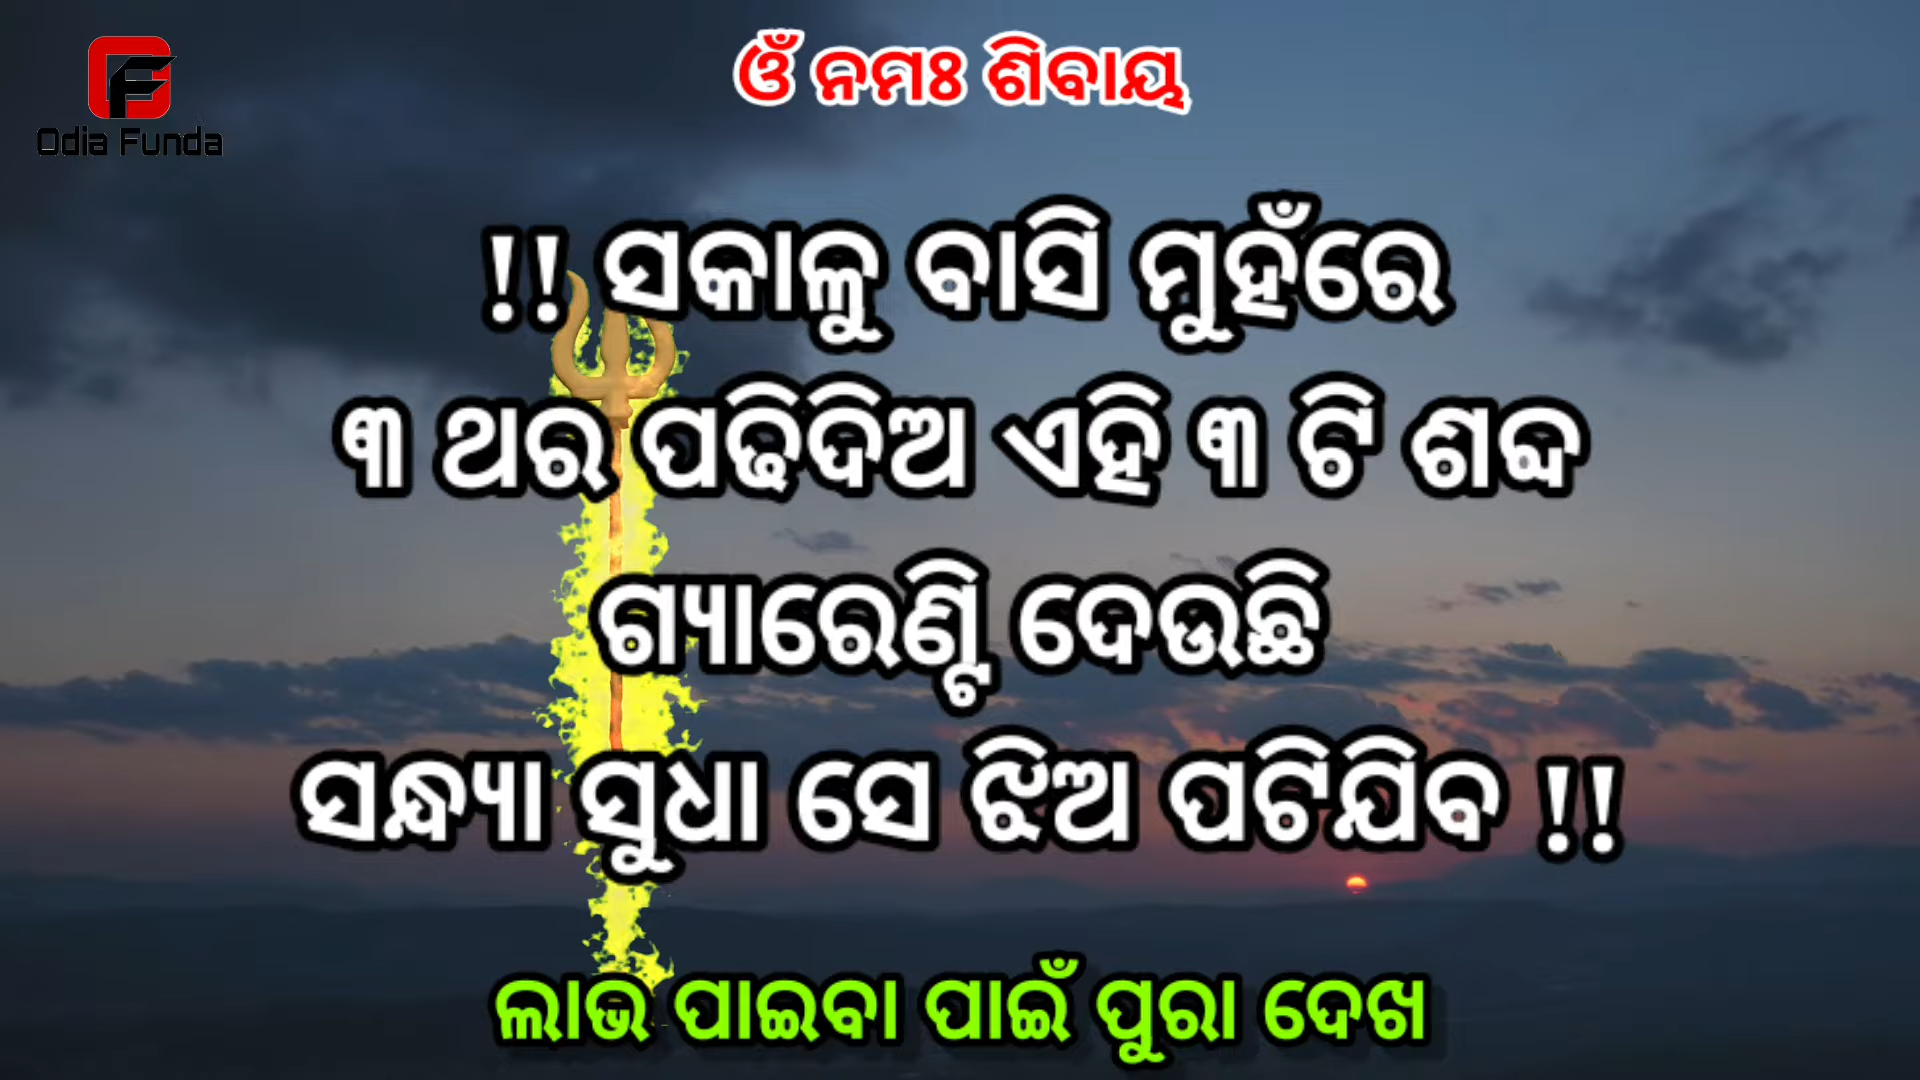 ଓଁ ନମଃ ଶିବାୟ
Odia Funda
!! ସକାଳୁ ବାସି ମୁହଁରେ
୩ ଥର ପଢିଦିଅ ଏହି ୩ ଟି ଶବ୍ଦ
ଗ୍ୟାରେଣ୍ଟି ଦେଉଛି
ସନ୍ଧ୍ୟା ସୁଧା ସେ ଝିଅ ପଟିଯିବ !!
ଲାଭ ପାଇବା ପାଇଁ ପୁରା ଦେଖ